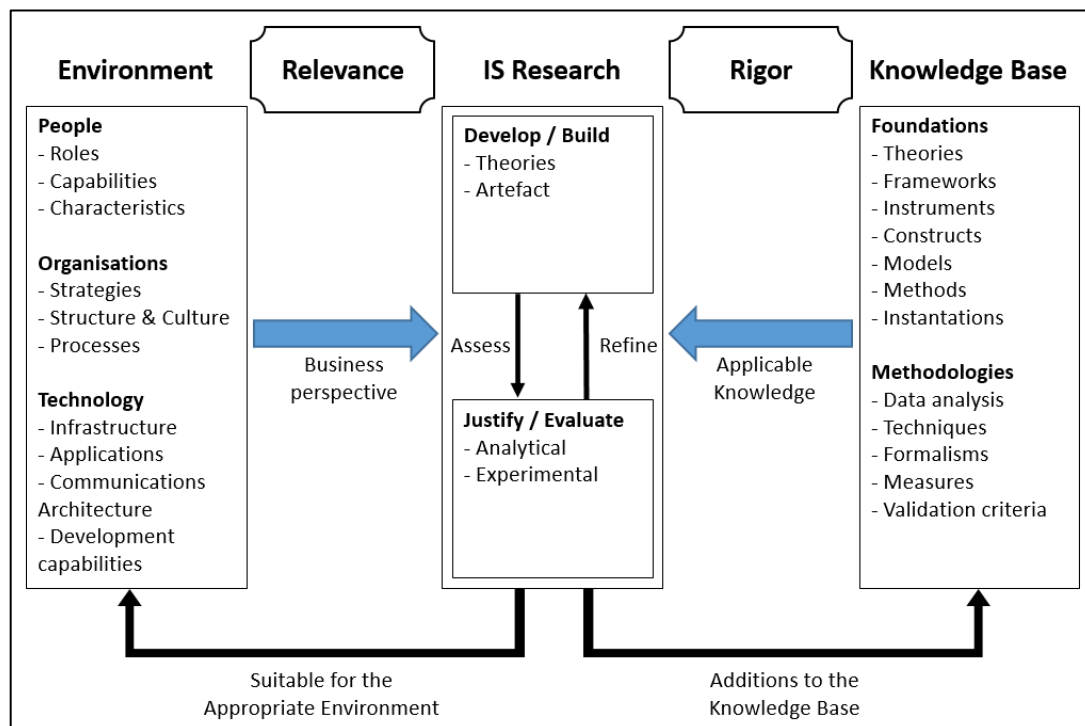 Environment
Relevance
IS Research
Rigor
Knowledge Base
People
- Roles
- Capabilities
- Characteristics
Organisations
- Strategies
- Structure & Culture
- Processes
Technology
- Infrastructure
- Applications
- Communications
Architecture
- Development
capabilities
Business
perspective
Develop / Build
- Theories
- Artefact
Assess
Refine
Justify / Evaluate
- Analytical
- Experimental
Applicable
Knowledge
Foundations
- Theories
- Frameworks
- Instruments
- Constructs
- Models
- Methods
- Instantations
Methodologies
- Data analysis
- Techniques
- Formalisms
- Measures
- Validation criteria
Suitable for the
Appropriate Environment
Additions to the
Knowledge Base